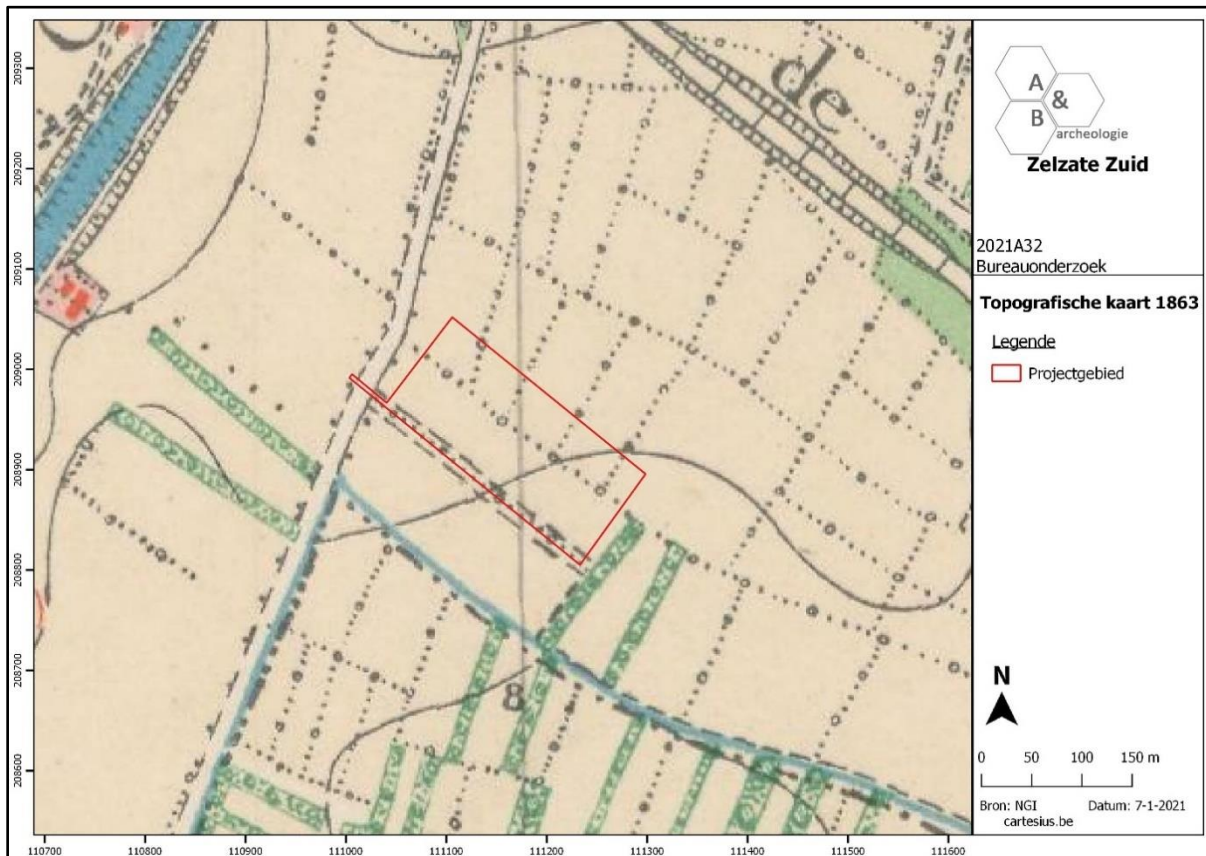 de
8
A
&
B
archeologie
Zelzate Zuid
2021A32
Bureauonderzoek
Topografische kaart 1863
Legende
Projectgebied
N
0 50 100 150 m
Bron: NGI Datum: 7-1-2021
cartesius.be
209300
209200
209100
209000
208900
208800
208700
208600
110700 110800 110900 111000 111100 111200 111300 111400 111500 111600